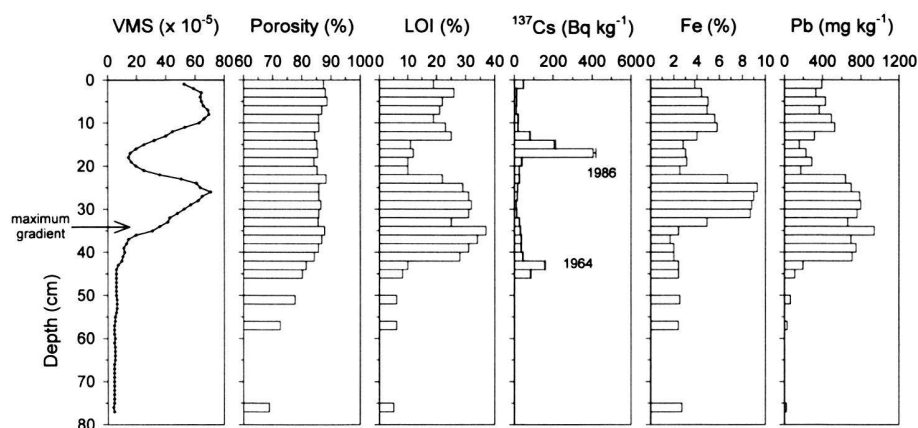 VMS (x 10⁻⁵) Porosity (%) LOI (%) ¹³⁷Cs (Bq kg⁻¹) Fe (%) Pb (mg kg⁻¹)
0 20 40 60 80 60 70 80 90 100 0 10 20 30 40 0 200 400 6000 0 2 4 6 8 10 0 400 800 1200
0
10
20
1986
30
maximum
gradient
40
1964
50
Depth (cm)
60
70
80